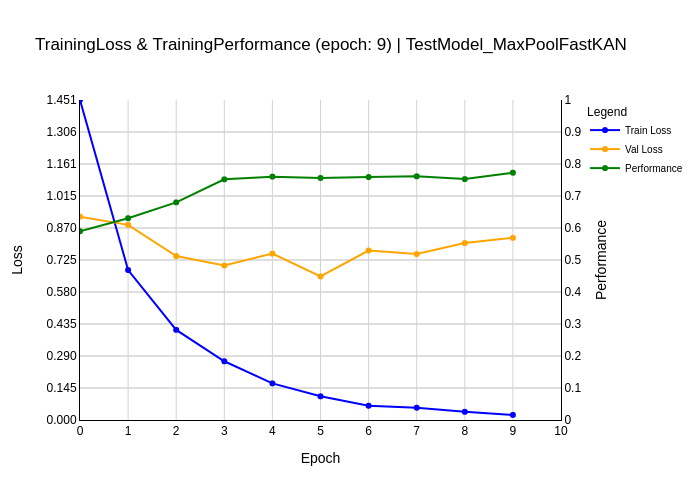 TrainingLoss & TrainingPerformance (epoch: 9) | TestModel_MaxPoolFastKAN
Legend
Train Loss
Val Loss
Performance
1.451
1.306
1.161
1.015
0.870
0.725
0.580
0.435
0.290
0.145
0.000
Loss
1
0.9
0.8
0.7
0.6
0.5
0.4
0.3
0.2
0.1
0
Performance
0 1 2 3 4 5 6 7 8 9 10
Epoch